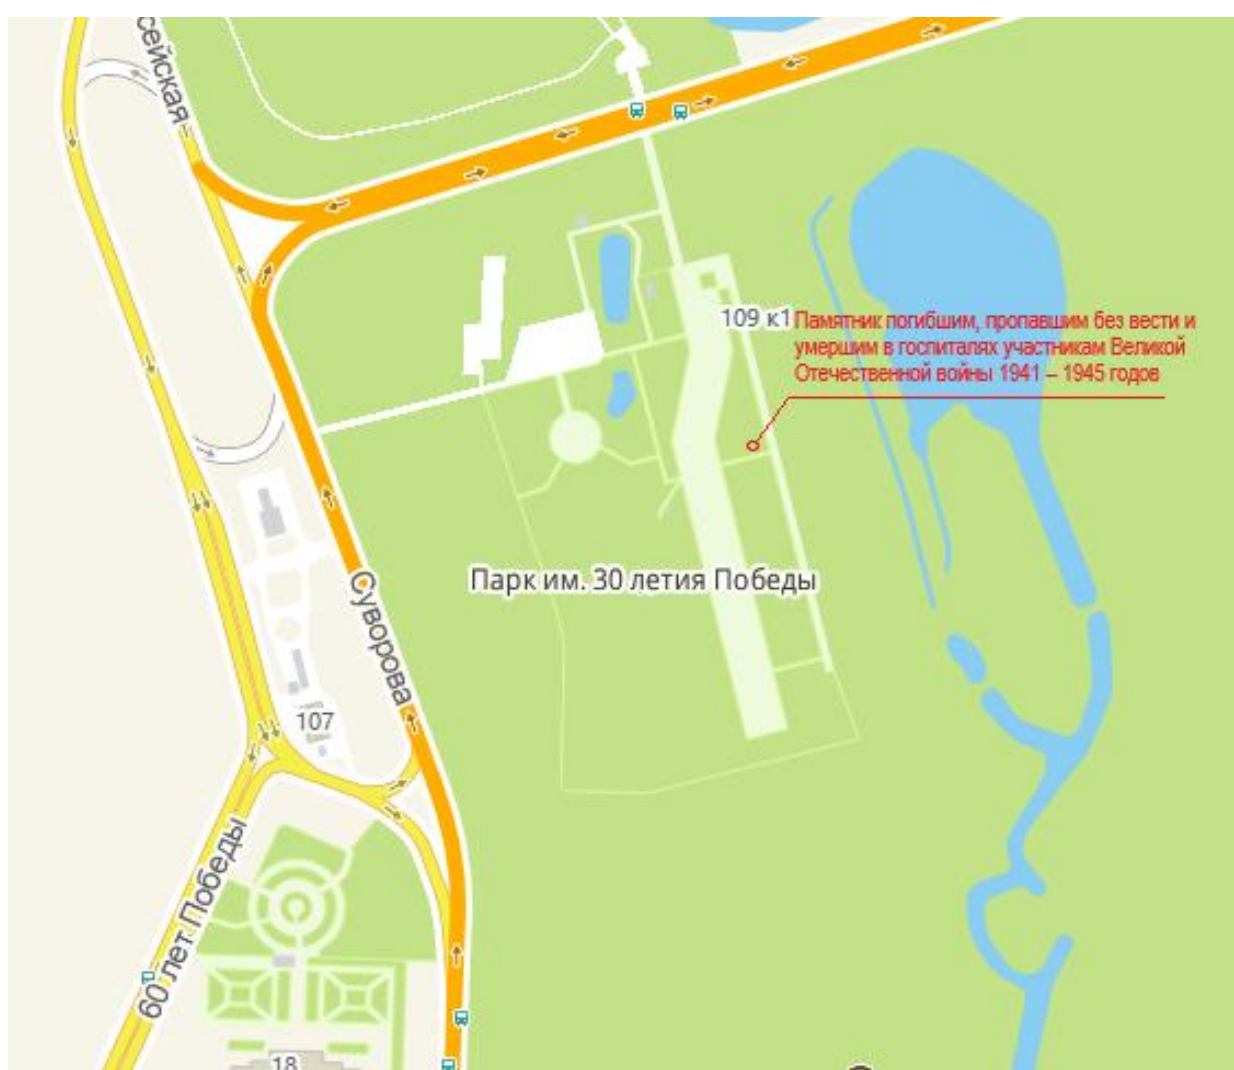 сейская
109 к1
Памятник погибшим, пропавшим без вести и
умершим в госпиталях участникам Великой
Отечественной войны 1941 – 1945 годов
Парк им. 30 летия Победы
Суворова
107
60 лет Победы
18